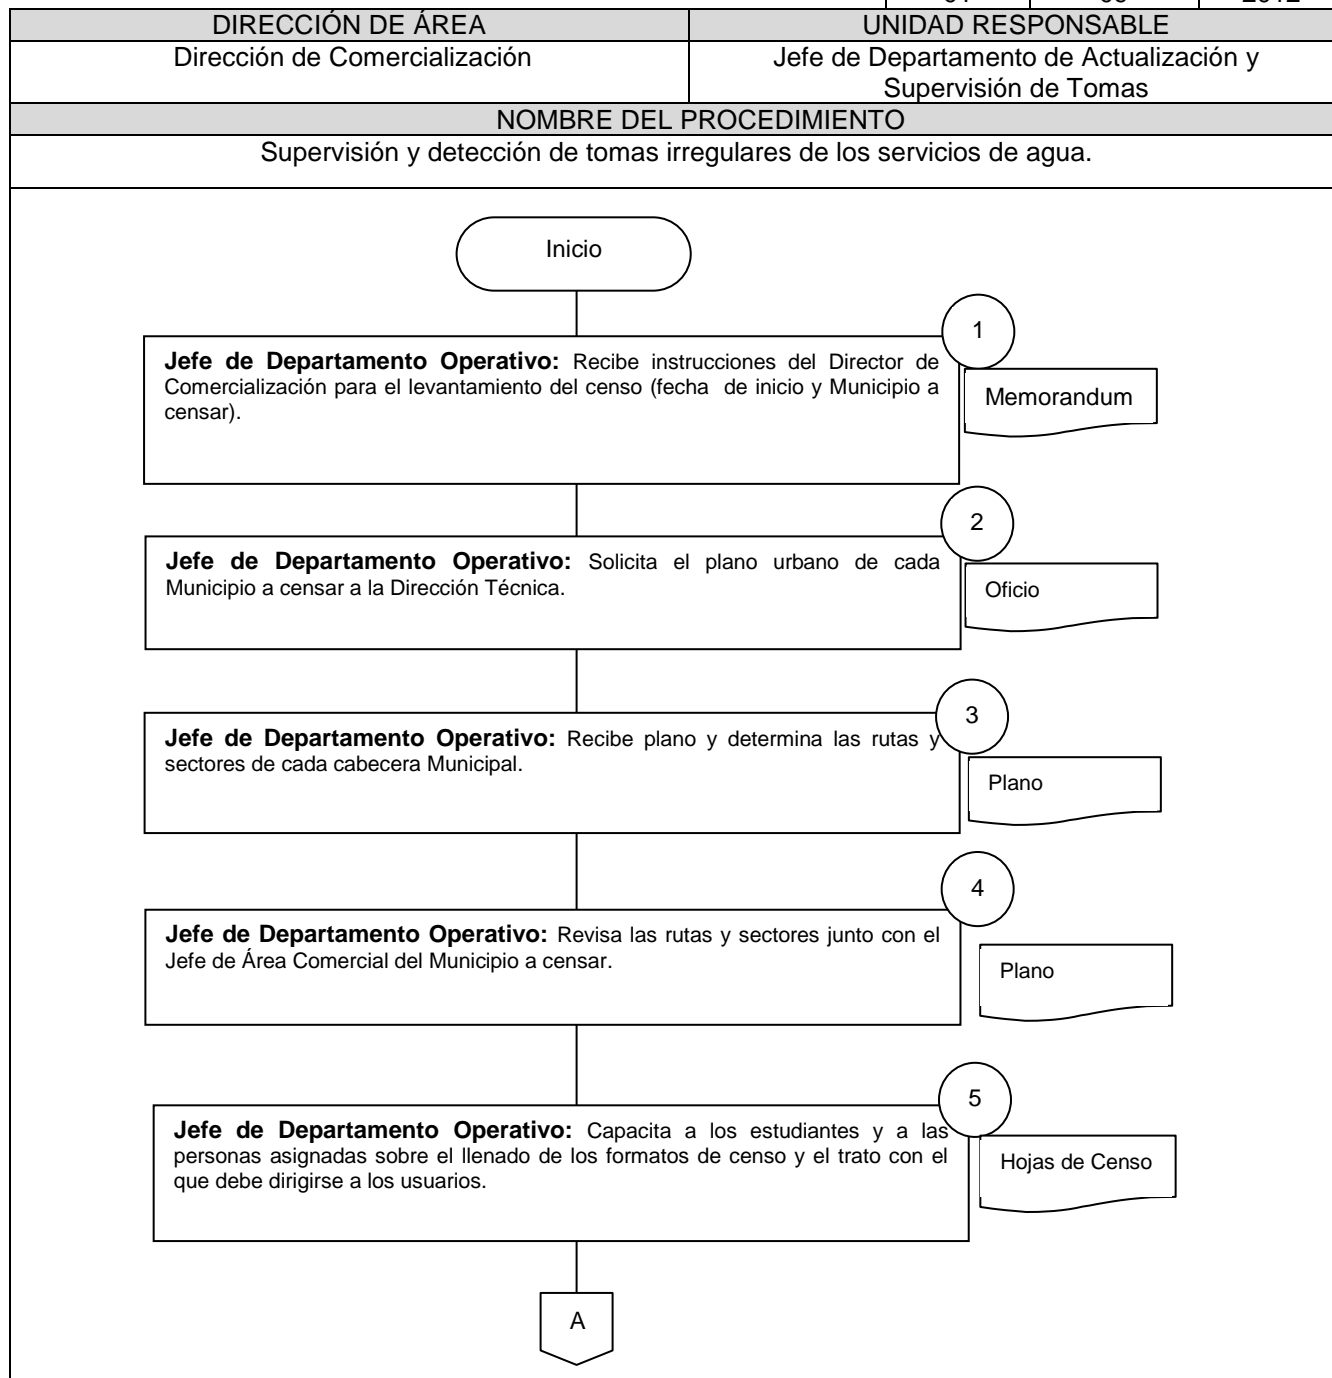 DIRECCIÓN DE ÁREA
UNIDAD RESPONSABLE
Dirección de Comercialización
Jefe de Departamento de Actualización y
Supervisión de Tomas
NOMBRE DEL PROCEDIMIENTO
Supervisión y detección de tomas irregulares de los servicios de agua.
Inicio
1
Jefe de Departamento Operativo: Recibe instrucciones del Director de
Comercialización para el levantamiento del censo (fecha de inicio y Municipio a
censar).
Memorandum
2
Jefe de Departamento Operativo: Solicita el plano urbano de cada
Municipio a censar a la Dirección Técnica.
Oficio
3
Jefe de Departamento Operativo: Recibe plano y determina las rutas y
sectores de cada cabecera Municipal.
Plano
4
Jefe de Departamento Operativo: Revisa las rutas y sectores junto con el
Jefe de Área Comercial del Municipio a censar.
Plano
5
Jefe de Departamento Operativo: Capacita a los estudiantes y a las
personas asignadas sobre el llenado de los formatos de censo y el trato con el
que debe dirigirse a los usuarios.
Hojas de Censo
A